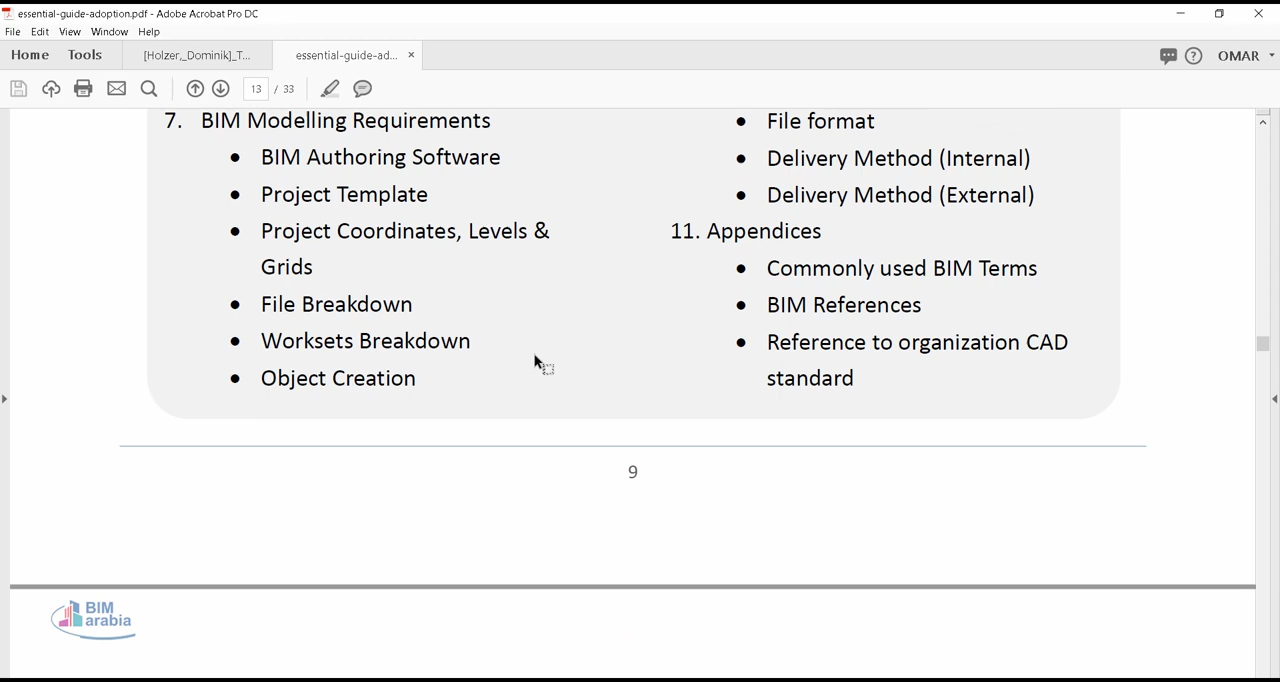 essential-guide-adoption.pdf - Adobe Acrobat Pro DC
File Edit View Window Help
Home Tools [Holzer,_Dominik]_T... essential-guide-ad... ×
OMAR
13 / 33
7. BIM Modelling Requirements
• BIM Authoring Software
• Project Template
• Project Coordinates, Levels &
Grids
• File Breakdown
• Worksets Breakdown
• Object Creation
• File format
• Delivery Method (Internal)
• Delivery Method (External)
11. Appendices
• Commonly used BIM Terms
• BIM References
• Reference to organization CAD
standard
9
BIM
arabia